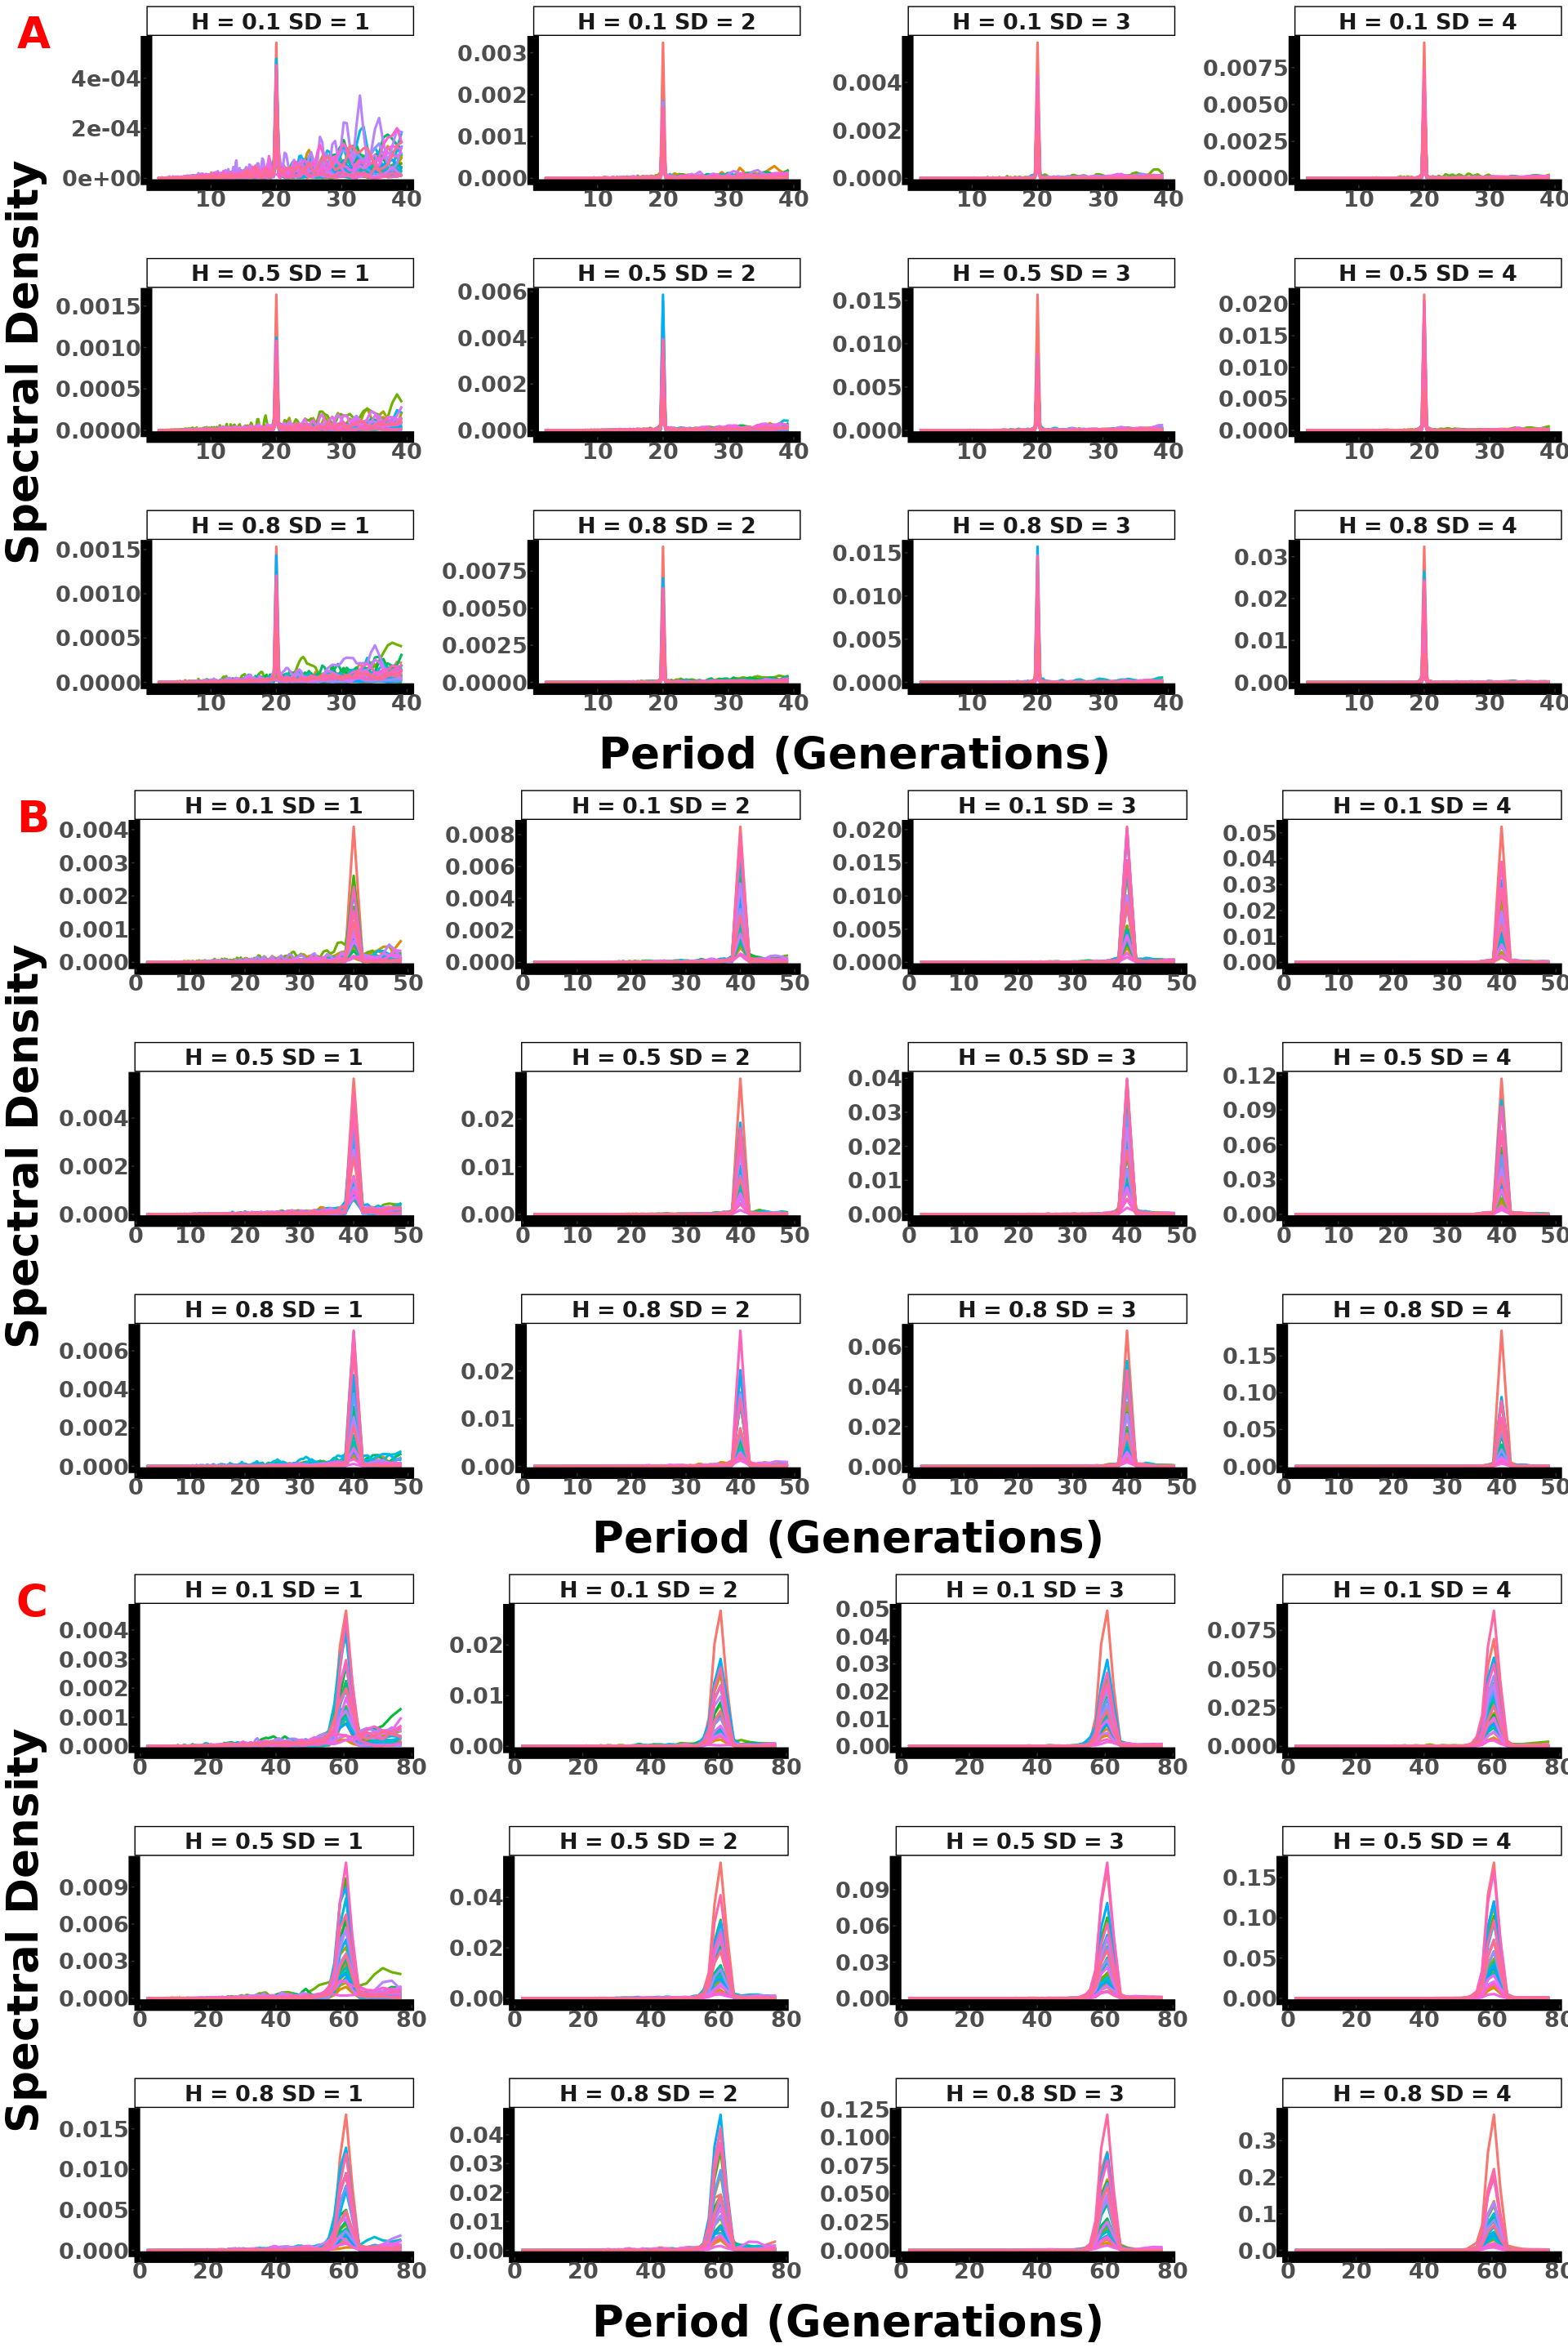 A
H = 0.1 SD = 1
H = 0.1 SD = 2
H = 0.1 SD = 3
H = 0.1 SD = 4
4e-04
2e-04
0e+00
10 20 30 40
0.003
0.002
0.001
0.000
10 20 30 40
0.004
0.002
0.000
10 20 30 40
0.0075
0.0050
0.0025
0.0000
10 20 30 40
Spectral Density
H = 0.5 SD = 1
H = 0.5 SD = 2
H = 0.5 SD = 3
H = 0.5 SD = 4
0.0015
0.0010
0.0005
0.0000
10 20 30 40
0.006
0.004
0.002
0.000
10 20 30 40
0.015
0.010
0.005
0.000
10 20 30 40
0.020
0.015
0.010
0.005
0.000
10 20 30 40
H = 0.8 SD = 1
H = 0.8 SD = 2
H = 0.8 SD = 3
H = 0.8 SD = 4
0.0015
0.0010
0.0005
0.0000
10 20 30 40
0.0075
0.0050
0.0025
0.0000
10 20 30 40
0.015
0.010
0.005
0.000
10 20 30 40
0.03
0.02
0.01
0.00
10 20 30 40
Period (Generations)
B
H = 0.1 SD = 1
H = 0.1 SD = 2
H = 0.1 SD = 3
H = 0.1 SD = 4
0.004
0.003
0.002
0.001
0.000
0 10 20 30 40 50
0.008
0.006
0.004
0.002
0.000
0 10 20 30 40 50
0.020
0.015
0.010
0.005
0.000
0 10 20 30 40 50
0.05
0.04
0.03
0.02
0.01
0.00
0 10 20 30 40 50
Spectral Density
H = 0.5 SD = 1
H = 0.5 SD = 2
H = 0.5 SD = 3
H = 0.5 SD = 4
0.004
0.002
0.000
0 10 20 30 40 50
0.02
0.01
0.00
0 10 20 30 40 50
0.04
0.03
0.02
0.01
0.00
0 10 20 30 40 50
0.12
0.09
0.06
0.03
0.00
0 10 20 30 40 50
H = 0.8 SD = 1
H = 0.8 SD = 2
H = 0.8 SD = 3
H = 0.8 SD = 4
0.006
0.004
0.002
0.000
0 10 20 30 40 50
0.02
0.01
0.00
0 10 20 30 40 50
0.06
0.04
0.02
0.00
0 10 20 30 40 50
0.15
0.10
0.05
0.00
0 10 20 30 40 50
Period (Generations)
C
H = 0.1 SD = 1
H = 0.1 SD = 2
H = 0.1 SD = 3
H = 0.1 SD = 4
0.004
0.003
0.002
0.001
0.000
0 20 40 60 80
0.02
0.01
0.00
0 20 40 60 80
0.05
0.04
0.03
0.02
0.01
0.00
0 20 40 60 80
0.075
0.050
0.025
0.000
0 20 40 60 80
Spectral Density
H = 0.5 SD = 1
H = 0.5 SD = 2
H = 0.5 SD = 3
H = 0.5 SD = 4
0.009
0.006
0.003
0.000
0 20 40 60 80
0.04
0.02
0.00
0 20 40 60 80
0.09
0.06
0.03
0.00
0 20 40 60 80
0.15
0.10
0.05
0.00
0 20 40 60 80
H = 0.8 SD = 1
H = 0.8 SD = 2
H = 0.8 SD = 3
H = 0.8 SD = 4
0.015
0.010
0.005
0.000
0 20 40 60 80
0.04
0.03
0.02
0.01
0.00
0 20 40 60 80
0.125
0.100
0.075
0.050
0.025
0.000
0 20 40 60 80
0.3
0.2
0.1
0.0
0 20 40 60 80
Period (Generations)